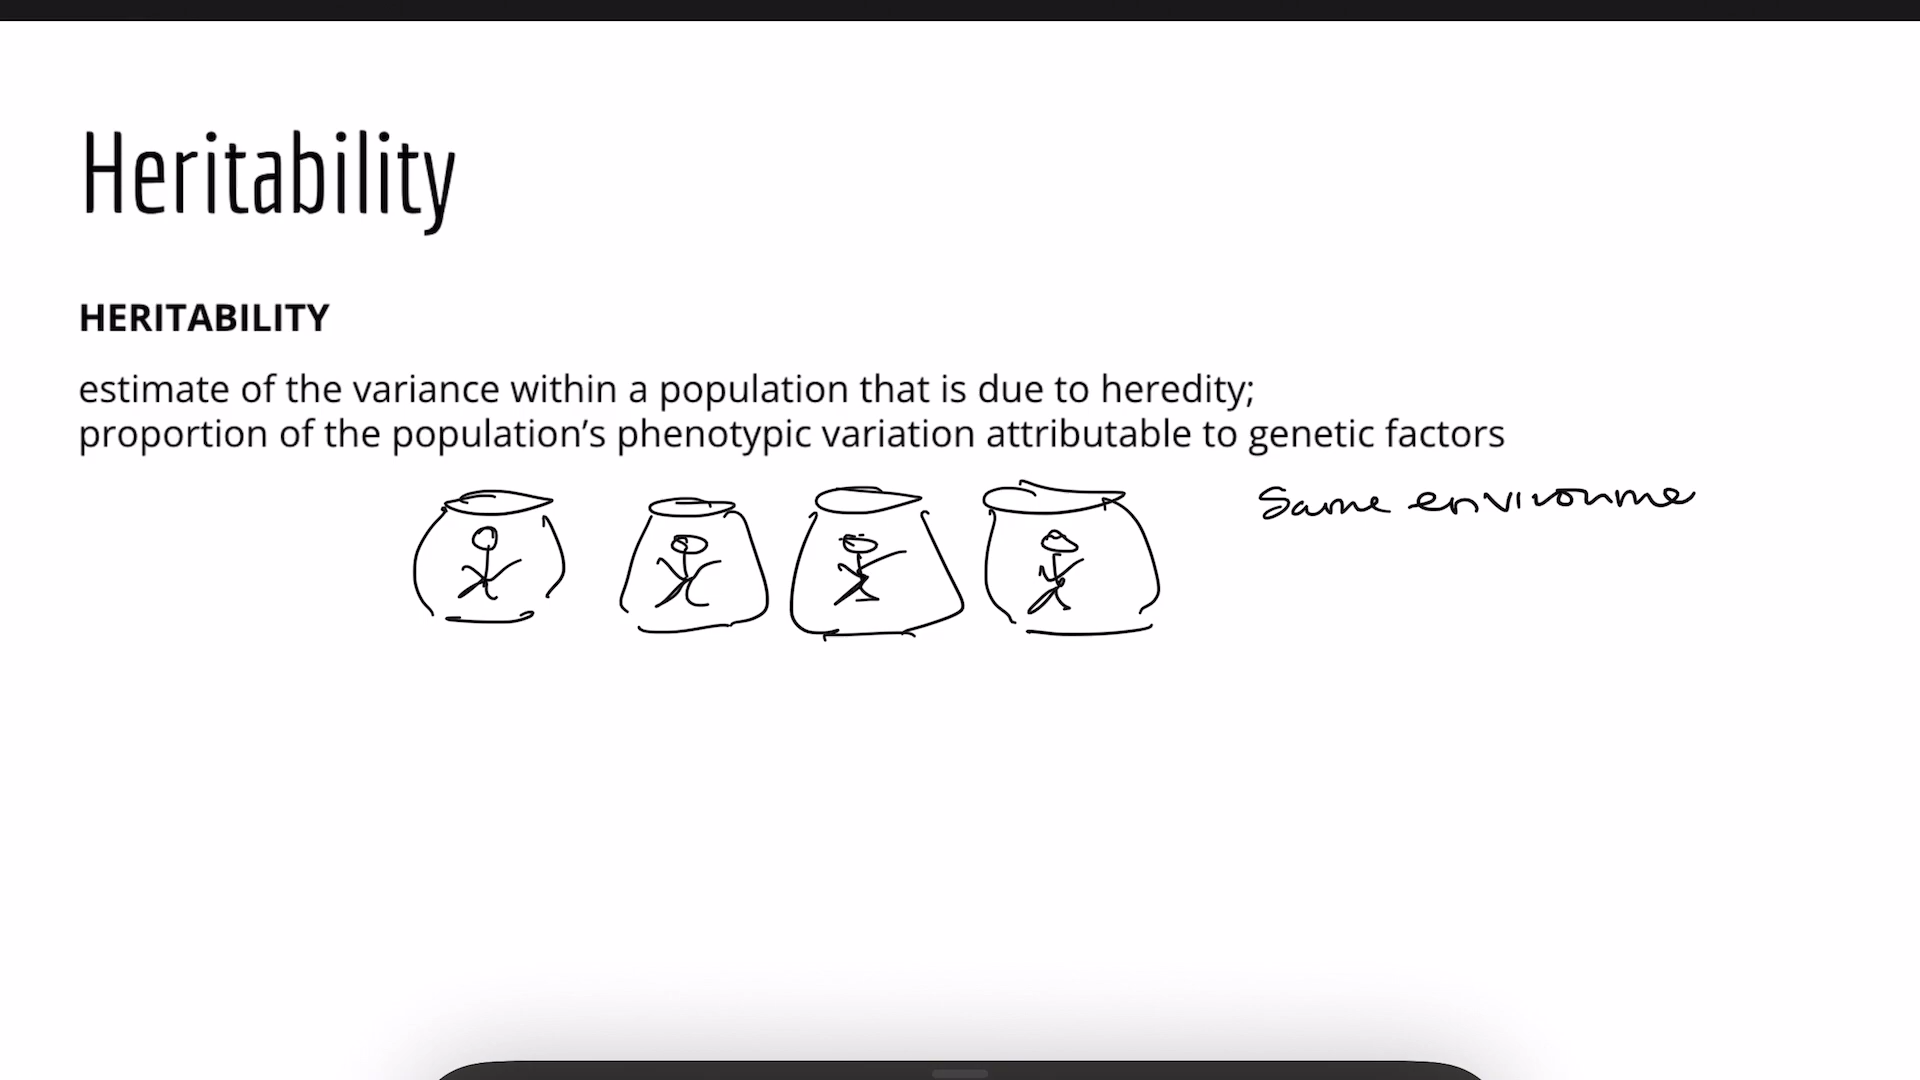 Heritability
HERITABILITY
estimate of the variance within a population that is due to heredity;
proportion of the population’s phenotypic variation attributable to genetic factors
Same environme